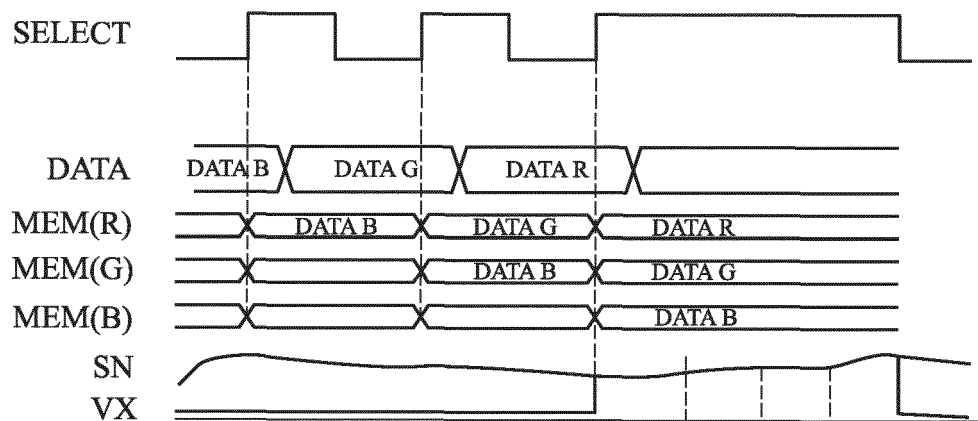 SELECT
DATA DATA B DATA G DATA R
MEM(R) DATA B DATA G DATA R
MEM(G) DATA B DATA G
MEM(B) DATA B
SN
VX